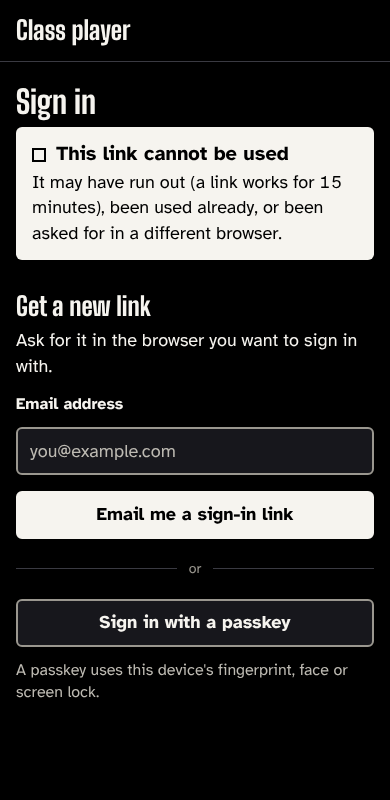 Class player
Sign in
This link cannot be used
It may have run out (a link works for 15
minutes), been used already, or been
asked for in a different browser.
Get a new link
Ask for it in the browser you want to sign in
with.
Email address
you@example.com
Email me a sign-in link
or
Sign in with a passkey
A passkey uses this device's fingerprint, face or
screen lock.